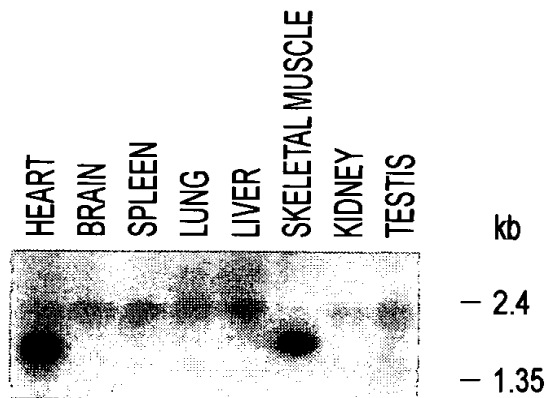 HEART
BRAIN
SPLEEN
LUNG
LIVER
SKELETAL MUSCLE
KIDNEY
TESTIS
kb
– 2.4
– 1.35